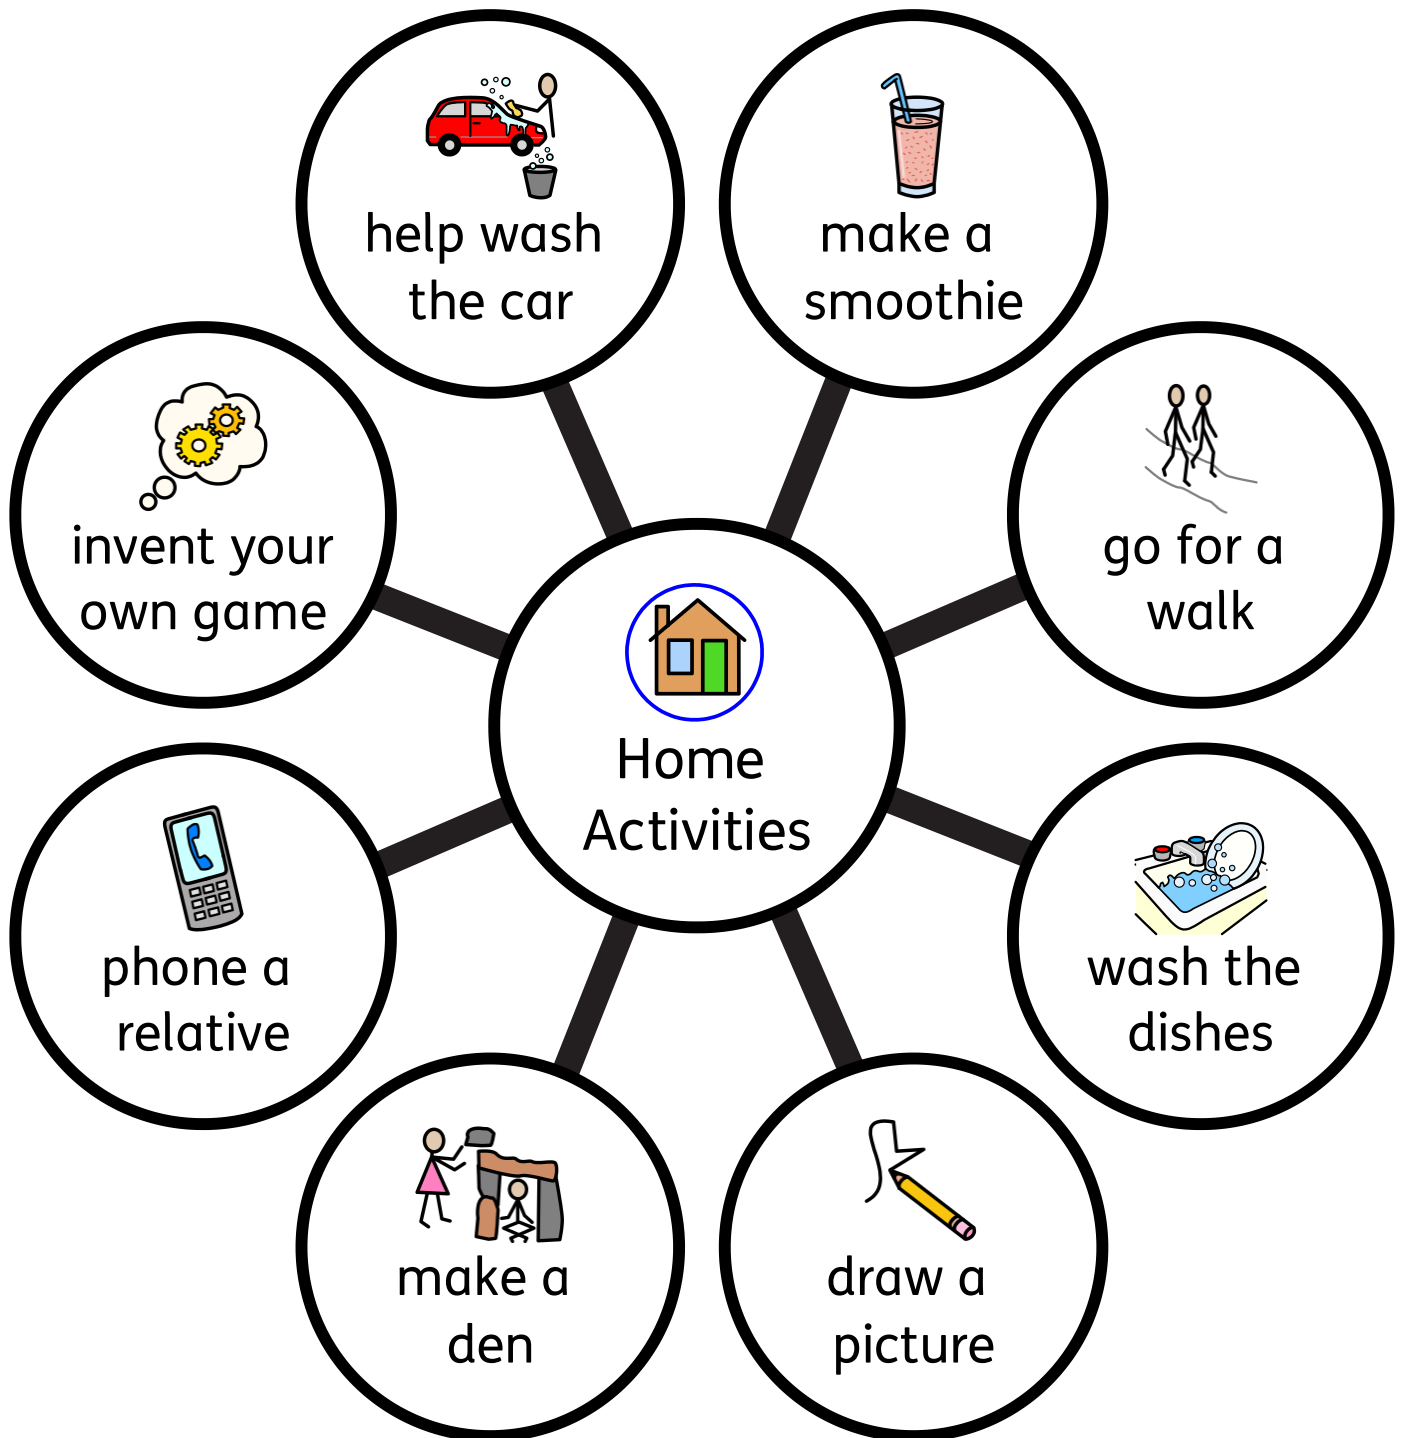 help wash
the car
make a
smoothie
invent your
own game
go for a
walk
Home
Activities
phone a
relative
wash the
dishes
make a
den
draw a
picture